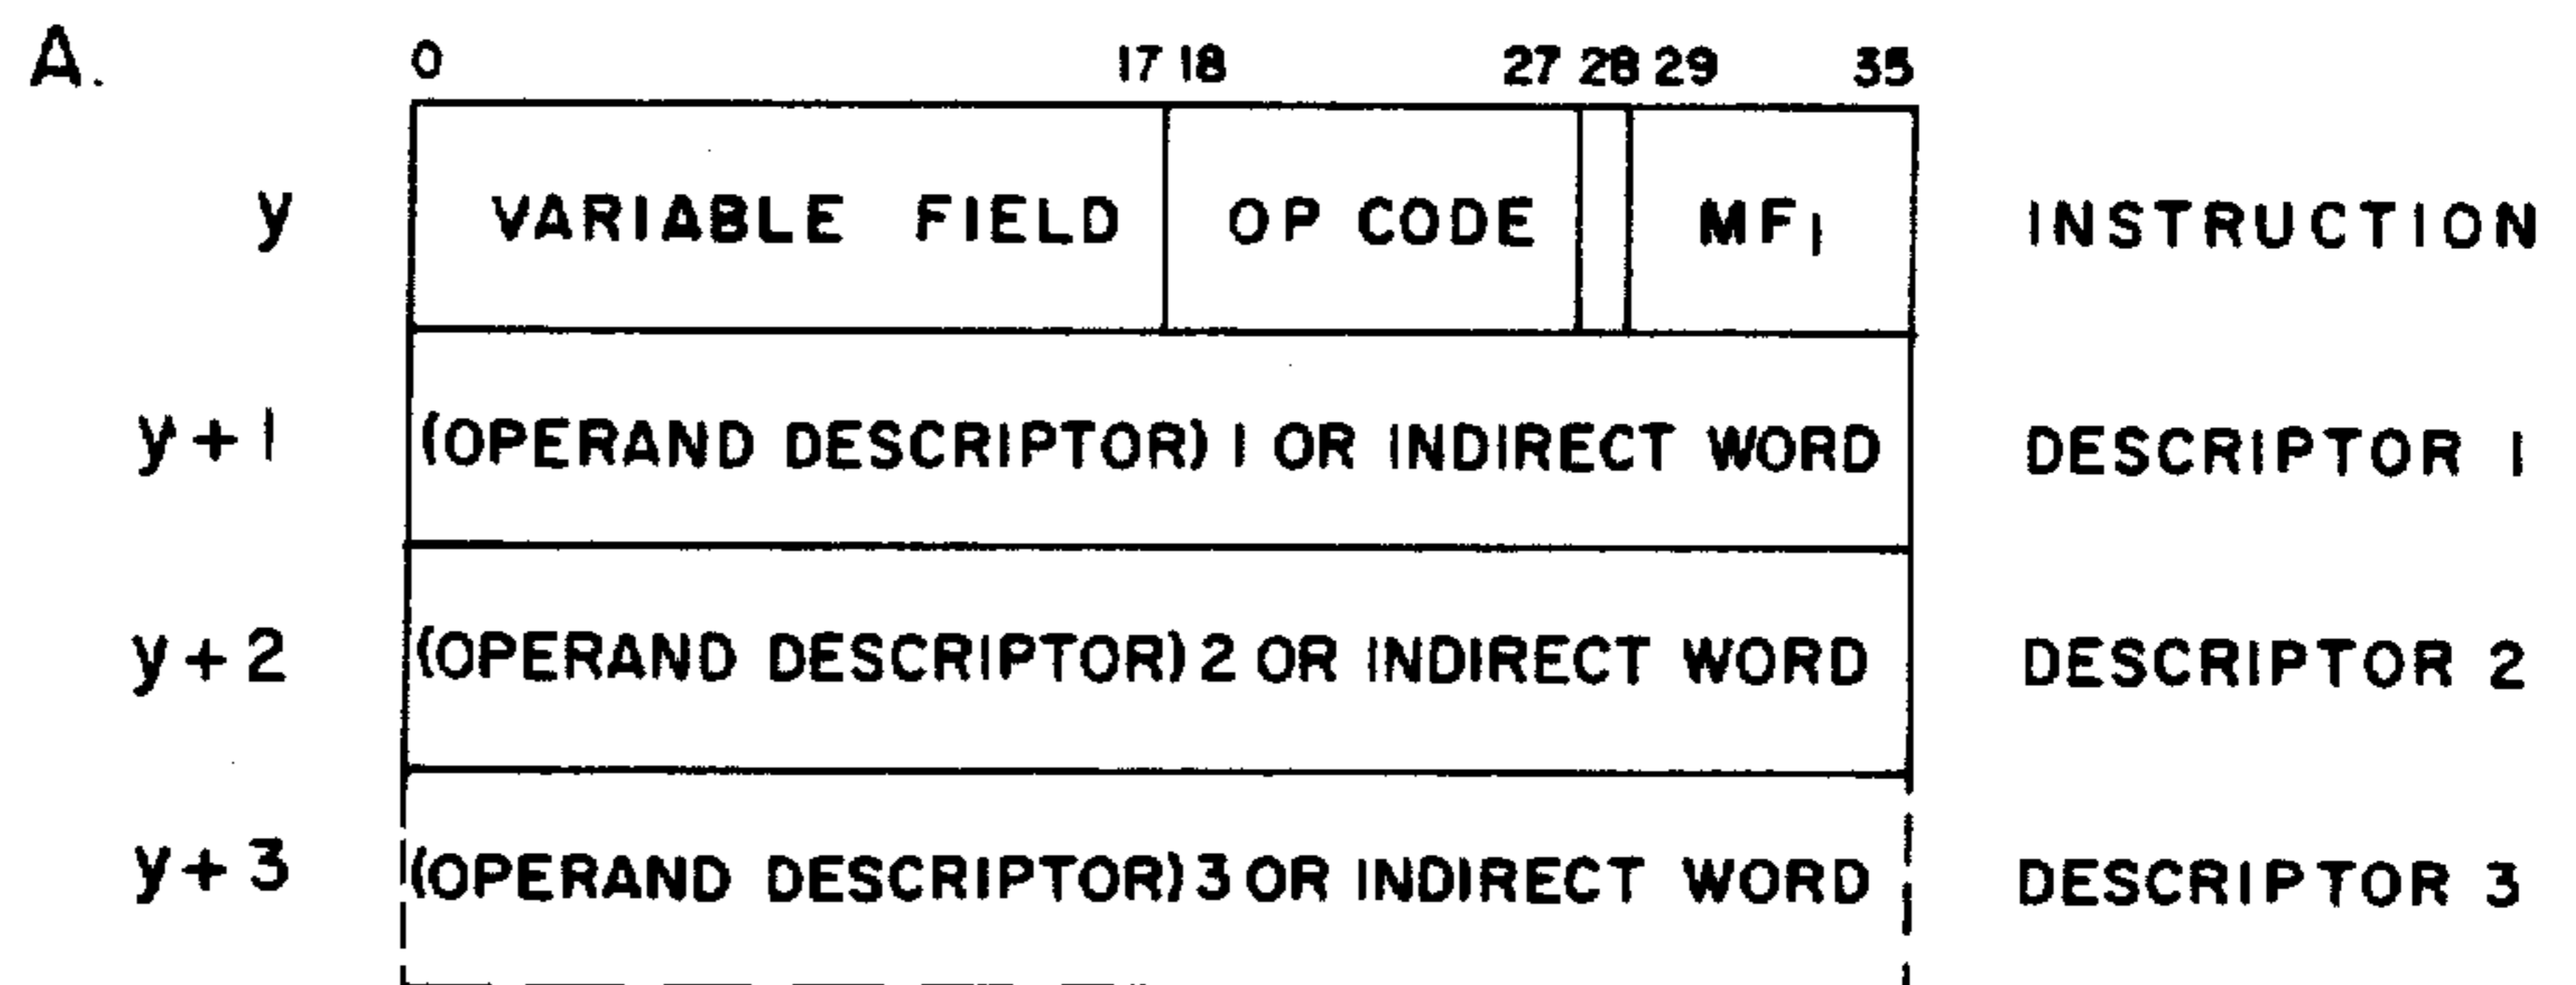 A. 0 17 18 27 28 29 35
y VARIABLE FIELD OP CODE MF1 INSTRUCTION
y+1 (OPERAND DESCRIPTOR) 1 OR INDIRECT WORD DESCRIPTOR 1
y+2 (OPERAND DESCRIPTOR) 2 OR INDIRECT WORD DESCRIPTOR 2
y+3 (OPERAND DESCRIPTOR) 3 OR INDIRECT WORD DESCRIPTOR 3